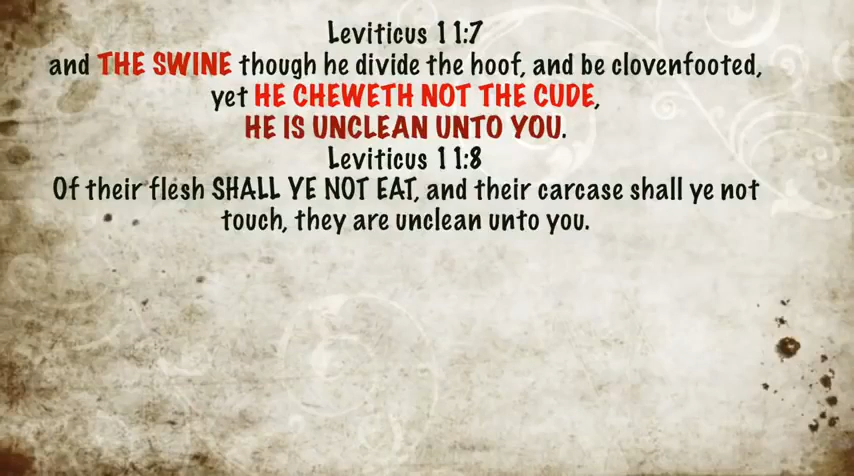 Leviticus 11:7
and THE SWINE though he divide the hoof, and be clovenfooted,
yet HE CHEWETH NOT THE CUDE,
HE IS UNCLEAN UNTO YOU.
Leviticus 11:8
Of their flesh SHALL YE NOT EAT, and their carcase shall ye not
touch, they are unclean unto you.